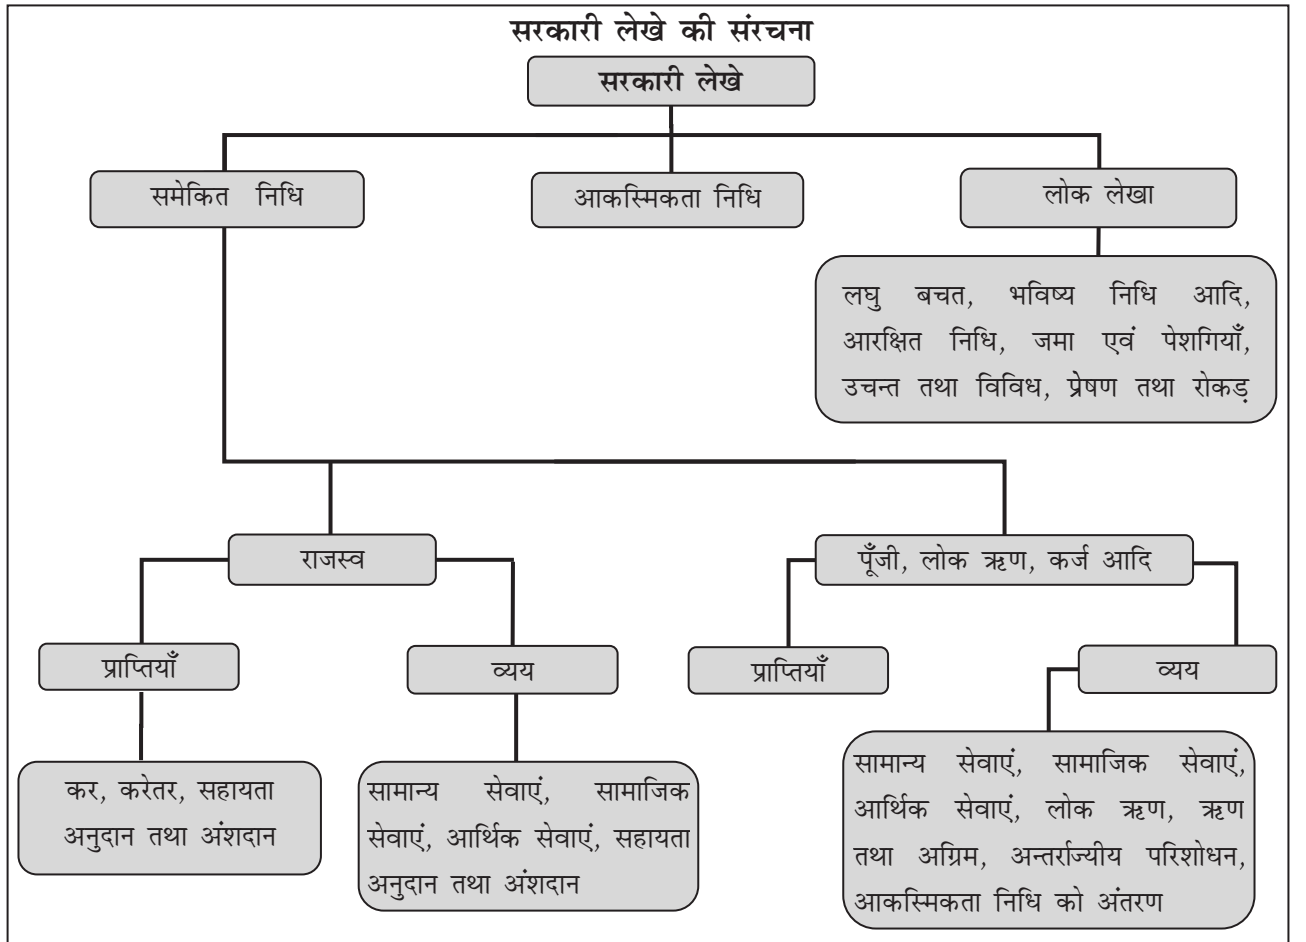 सरकारी लेखे की संरचना
सरकारी लेखे
समेकित निधि
आकस्मिकता निधि
लोक लेखा
लघु बचत, भविष्य निधि आदि,
आरक्षित निधि, जमा एवं पेशगियाँ,
उचन्त तथा विविध, प्रेषण तथा रोकड़
राजस्व
पूँजी, लोक ऋण, कर्ज आदि
प्राप्तियाँ
व्यय
प्राप्तियाँ
व्यय
कर, करेतर, सहायता
अनुदान तथा अंशदान
सामान्य सेवाएं, सामाजिक
सेवाएं, आर्थिक सेवाएं, सहायता
अनुदान तथा अंशदान
सामान्य सेवाएं, सामाजिक सेवाएं,
आर्थिक सेवाएं, लोक ऋण, ऋण
तथा अग्रिम, अन्तर्राज्यीय परिशोधन,
आकस्मिकता निधि को अंतरण